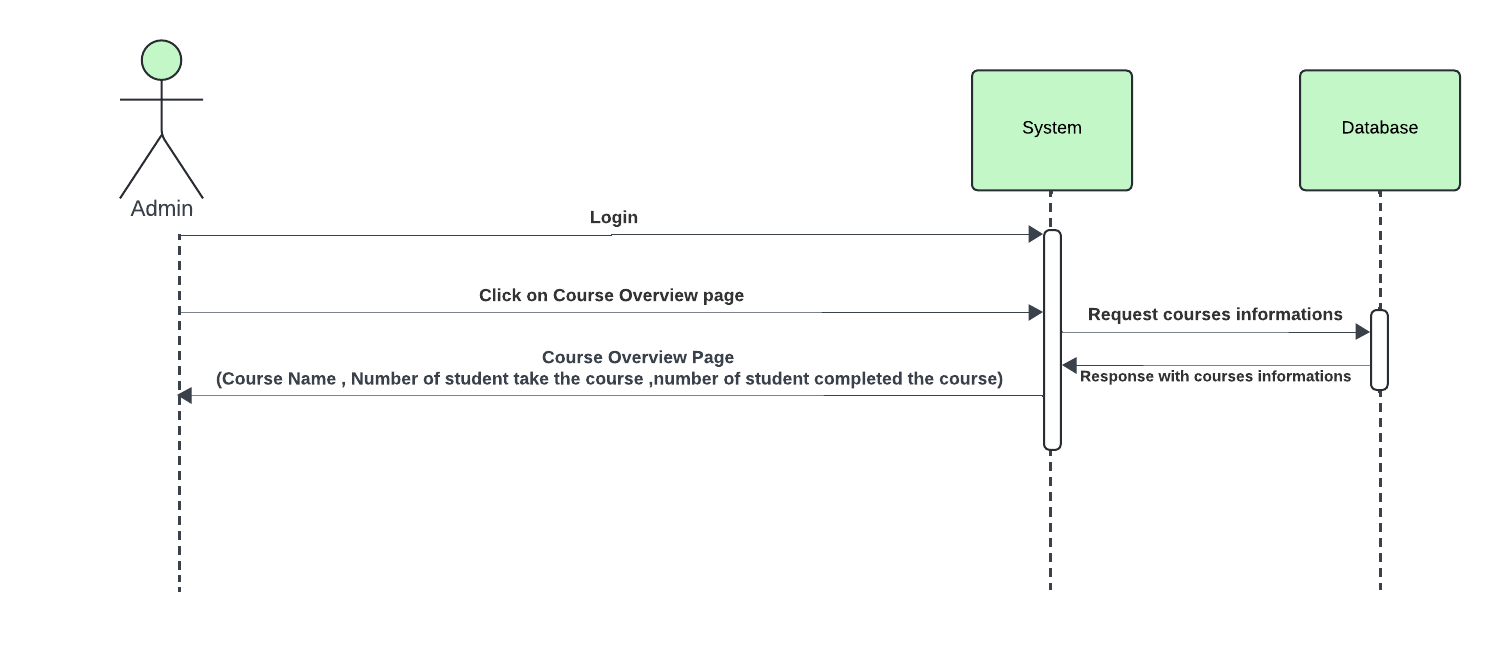 System
Database
Admin
Login
Click on Course Overview page
Request courses informations
Course Overview Page
(Course Name , Number of student take the course ,number of student completed the course)
Response with courses informations